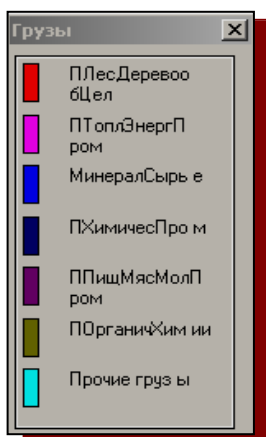 Грузы
ПЛесДеревоо
бЦел
ПТоплЭнергП
ром
МинералСырь е
ПХимичесПро м
ППищМясМолП
ром
ПОрганичХим ии
Прочие груз ы